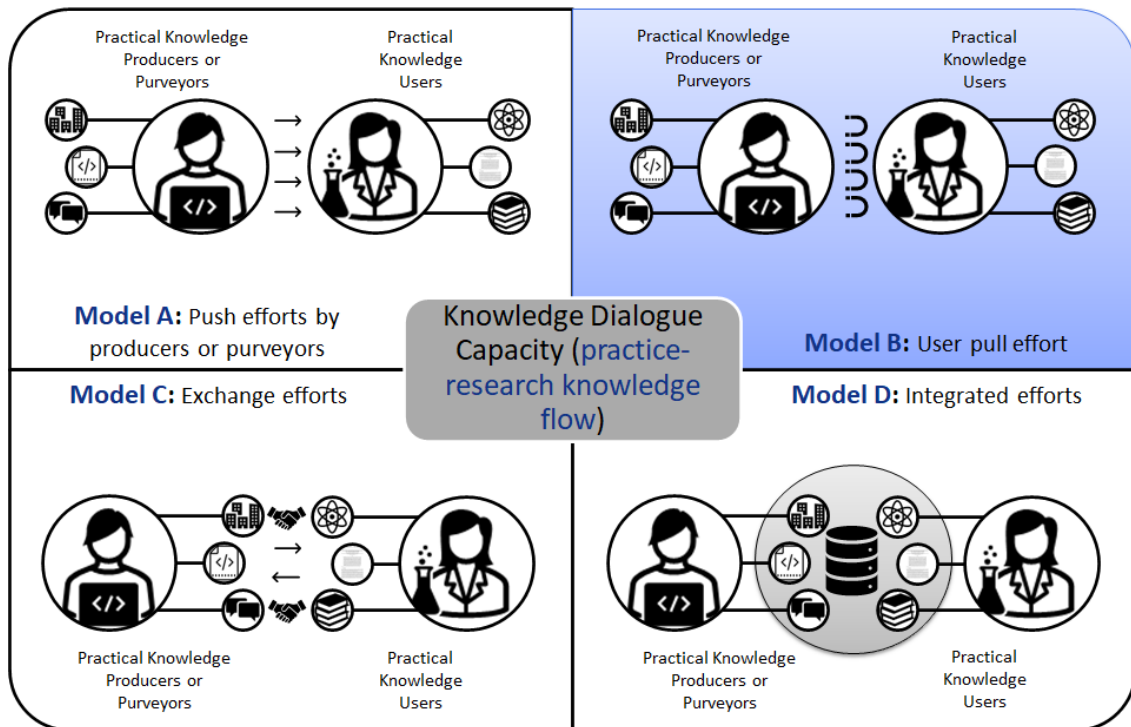 Practical Knowledge
Producers or
Purveyors
Practical
Knowledge
Users
</>
</>
Model A: Push efforts by
producers or purveyors
Practical Knowledge
Producers or
Purveyors
Practical
Knowledge
Users
</>
</>
Model B: User pull effort
Knowledge Dialogue
Capacity (practice-
research knowledge
flow)
Model C: Exchange efforts
</>
</>
Practical Knowledge
Producers or
Purveyors
Practical
Knowledge
Users
Model D: Integrated efforts
</>
</>
Practical Knowledge
Producers or
Purveyors
Practical
Knowledge
Users